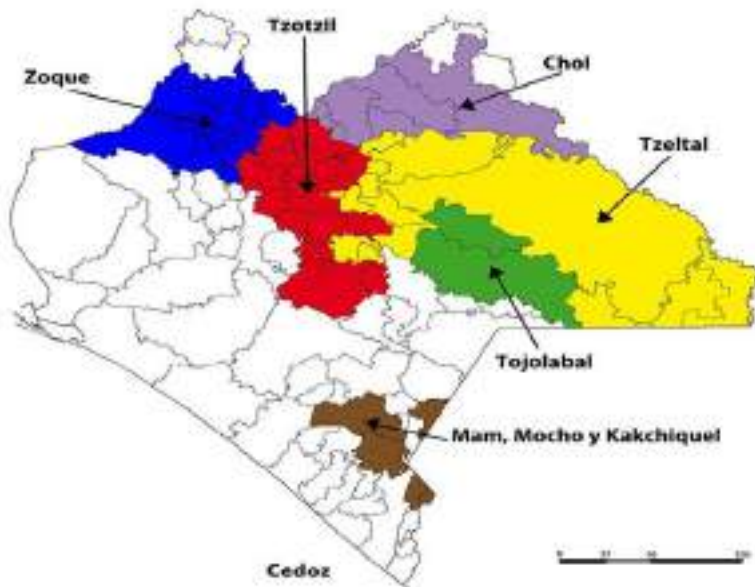 Tzotzil
Zoque
Chol
Tzeltal
Tojolabal
Mam, Mocho y Kakchiquel
Cedoz